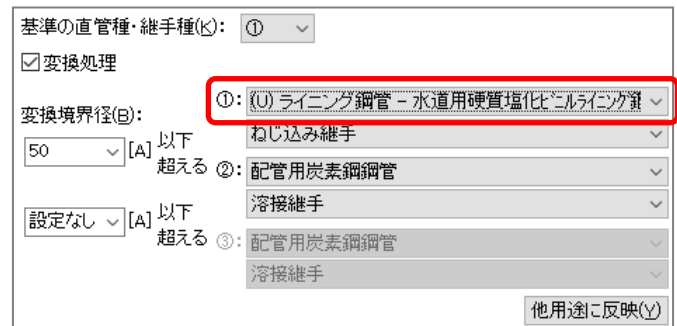 基準の直管種・継手種(K): ①
変換処理
変換境界径(B):
①: (U) ライニング鋼管 – 水道用硬質塩化ビニルライニング鋼
ねじ込み継手
50 [A] 以下
超える ②: 配管用炭素鋼鋼管
溶接継手
設定なし [A] 以下
超える ③: 配管用炭素鋼鋼管
溶接継手
他用途に反映(Y)